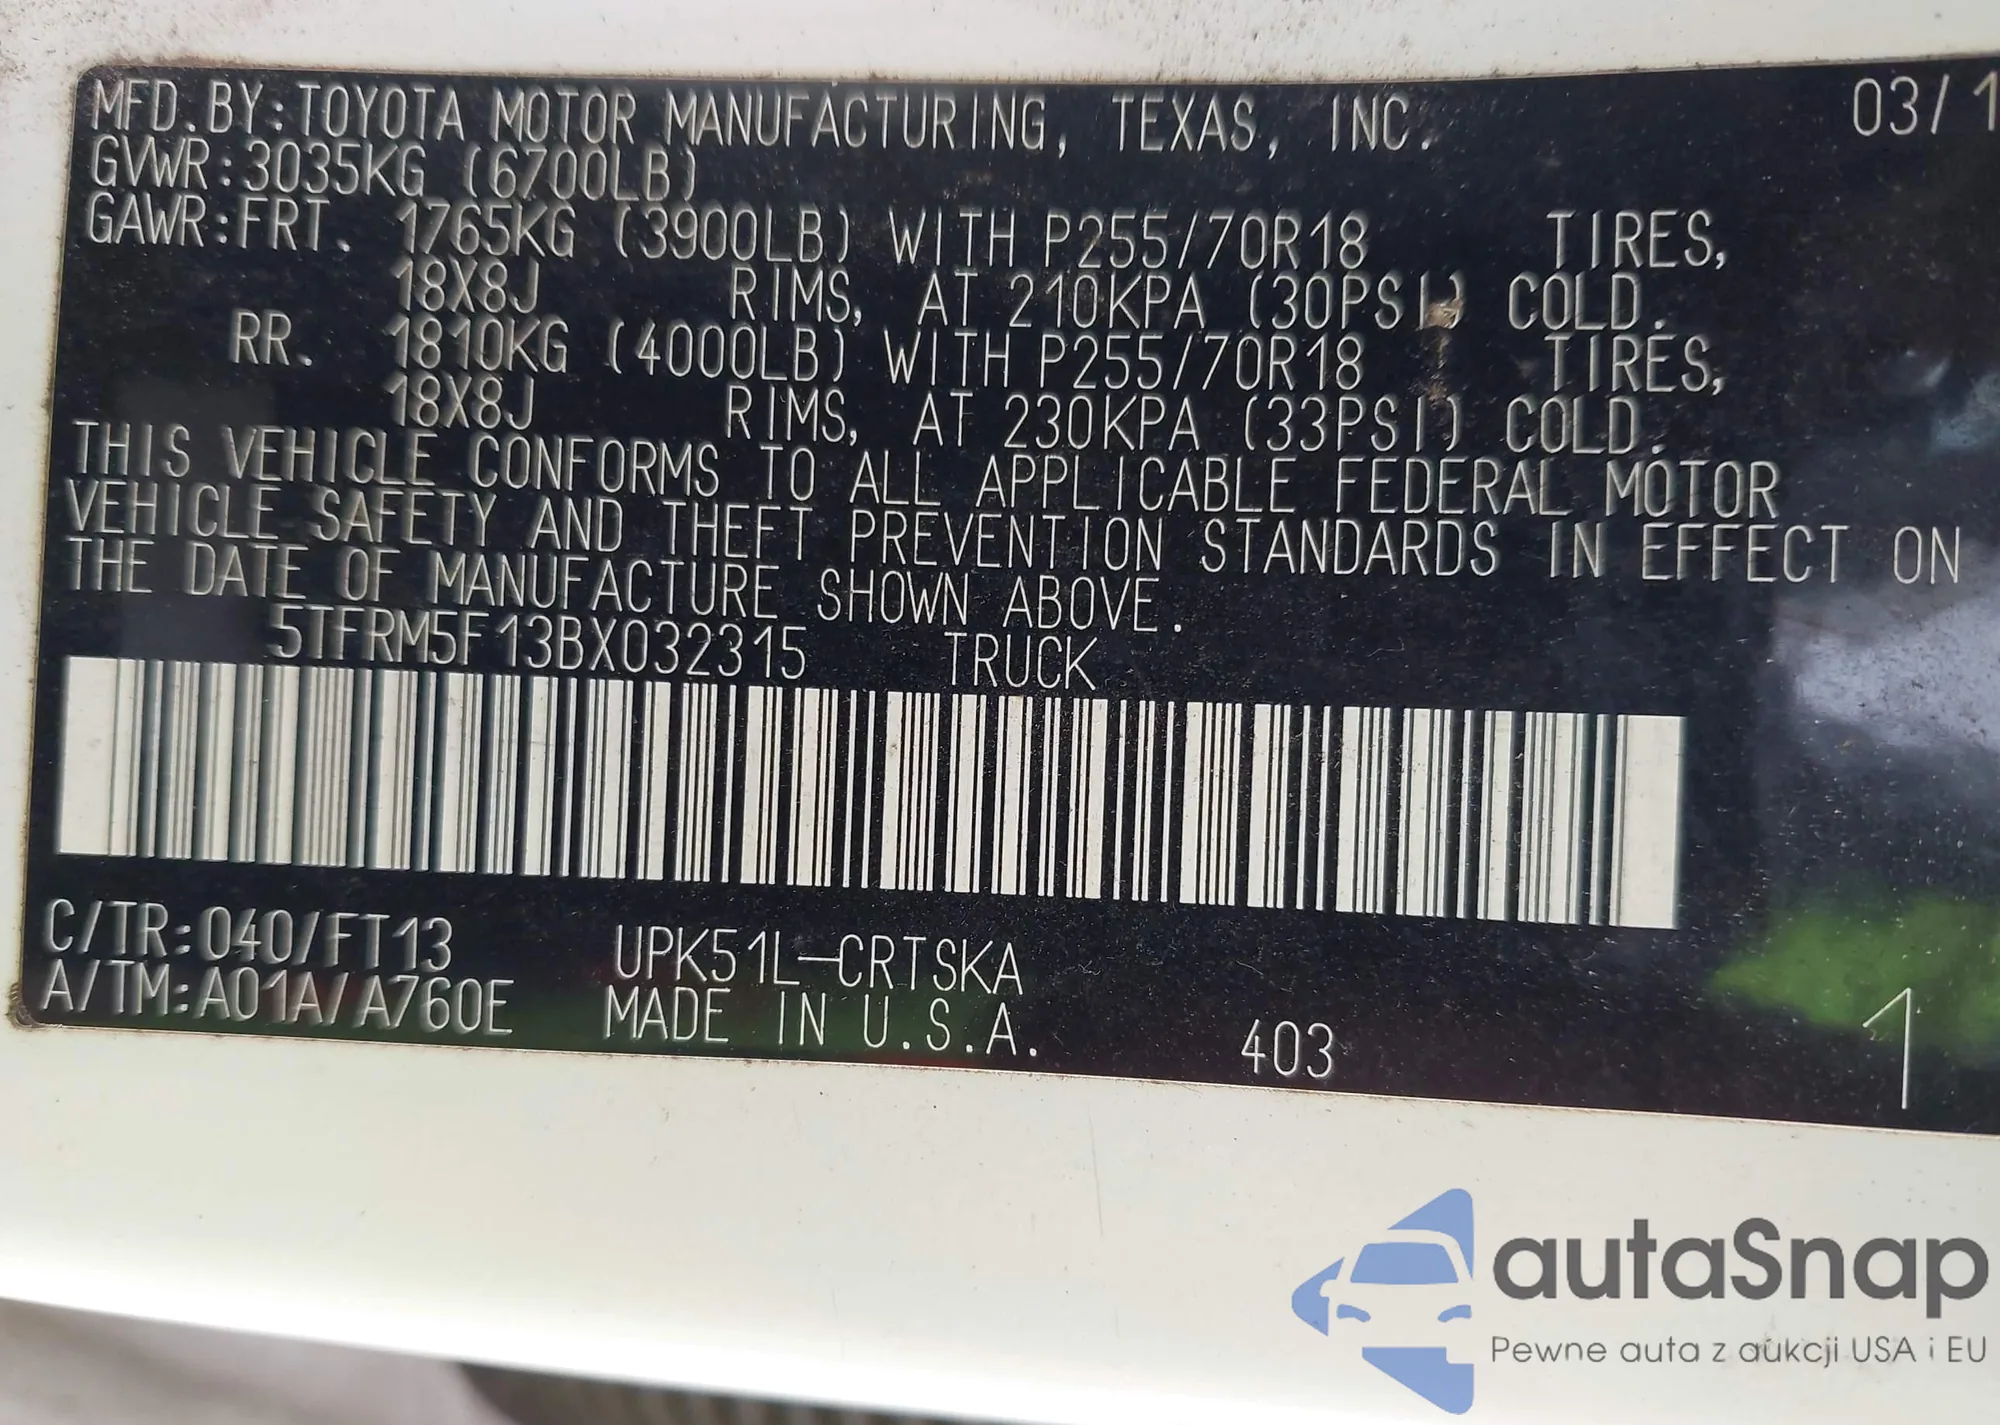 MFD.BY:TOYOTA MOTOR MANUFACTURING, TEXAS, INC. 03/1
GVWR:3035KG (6700LB)
GAWR:FRT. 1765KG (3900LB) WITH P255/70R18 TIRES,
18X8J RIMS, AT 210KPA (30PSI) COLD.
RR. 1810KG (4000LB) WITH P255/70R18 TIRES,
18X8J RIMS, AT 230KPA (33PSI) COLD.
THIS VEHICLE CONFORMS TO ALL APPLICABLE FEDERAL MOTOR
VEHICLE SAFETY AND THEFT PREVENTION STANDARDS IN EFFECT ON
THE DATE OF MANUFACTURE SHOWN ABOVE.
5TFRM5F13BX032315 TRUCK
C/TR:040/FT13 UPK51L-CRTSKA
A/TM:A01A/A760E MADE IN U.S.A. 403 1
autaSnap
Pewne auta z aukcji USA i EU